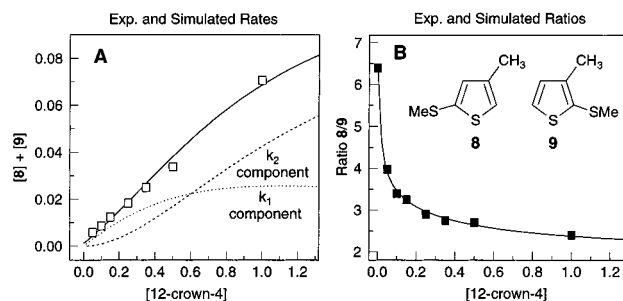 Exp. and Simulated Rates
A
[8] + [9]
0.08
0.06
0.04
0.02
0.00
k2
component
k1
component
0.0 0.2 0.4 0.6 0.8 1.0 1.2
[12-crown-4]
Exp. and Simulated Ratios
B
Ratio 8/9
7
6
5
4
3
2
CH3
MeS
S
8
CH3
S
SMe
9
0.0 0.2 0.4 0.6 0.8 1.0 1.2
[12-crown-4]